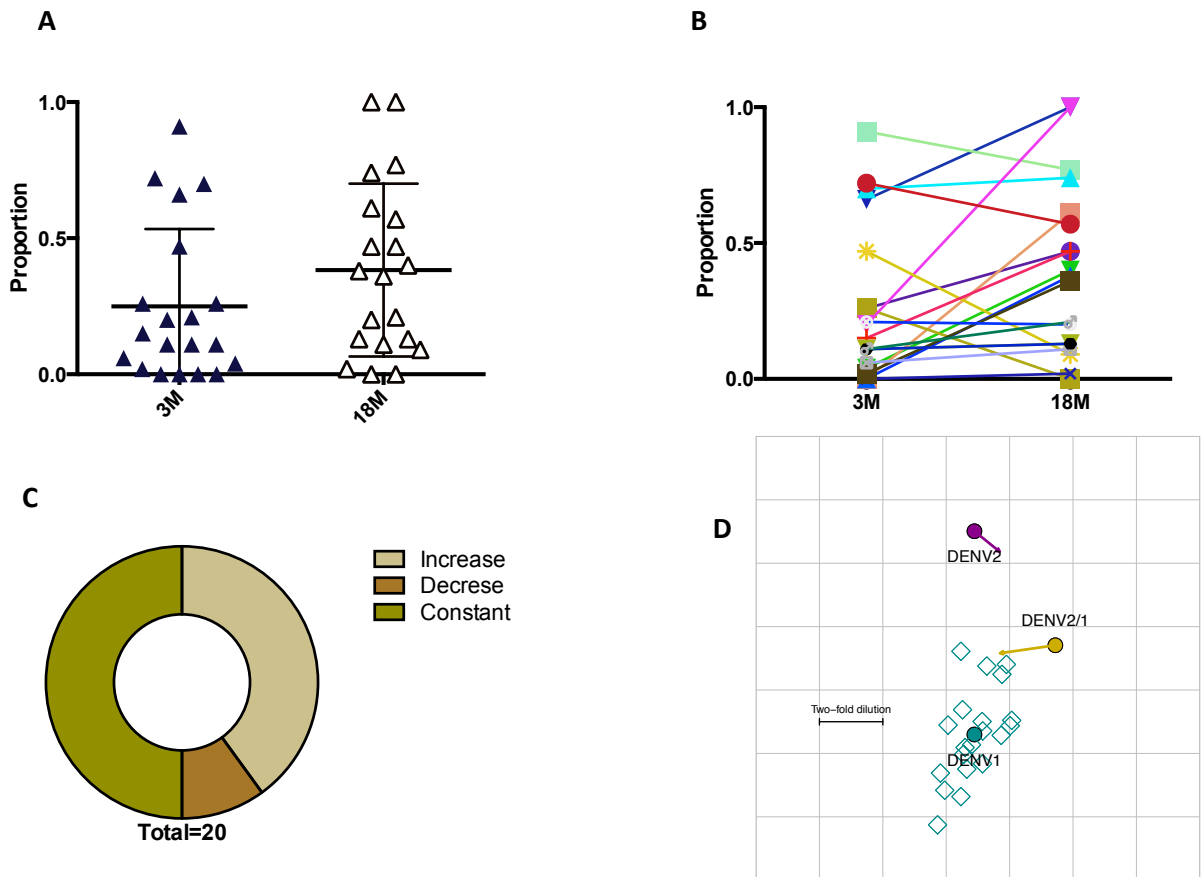 A
1.0
0.5
0.0
Proportion
3M
18M
B
1.0
0.5
0.0
Proportion
3M
18M
C
Increase
Decrese
Constant
Total=20
D
DENV2
DENV2/1
Two-fold dilution
DENV1